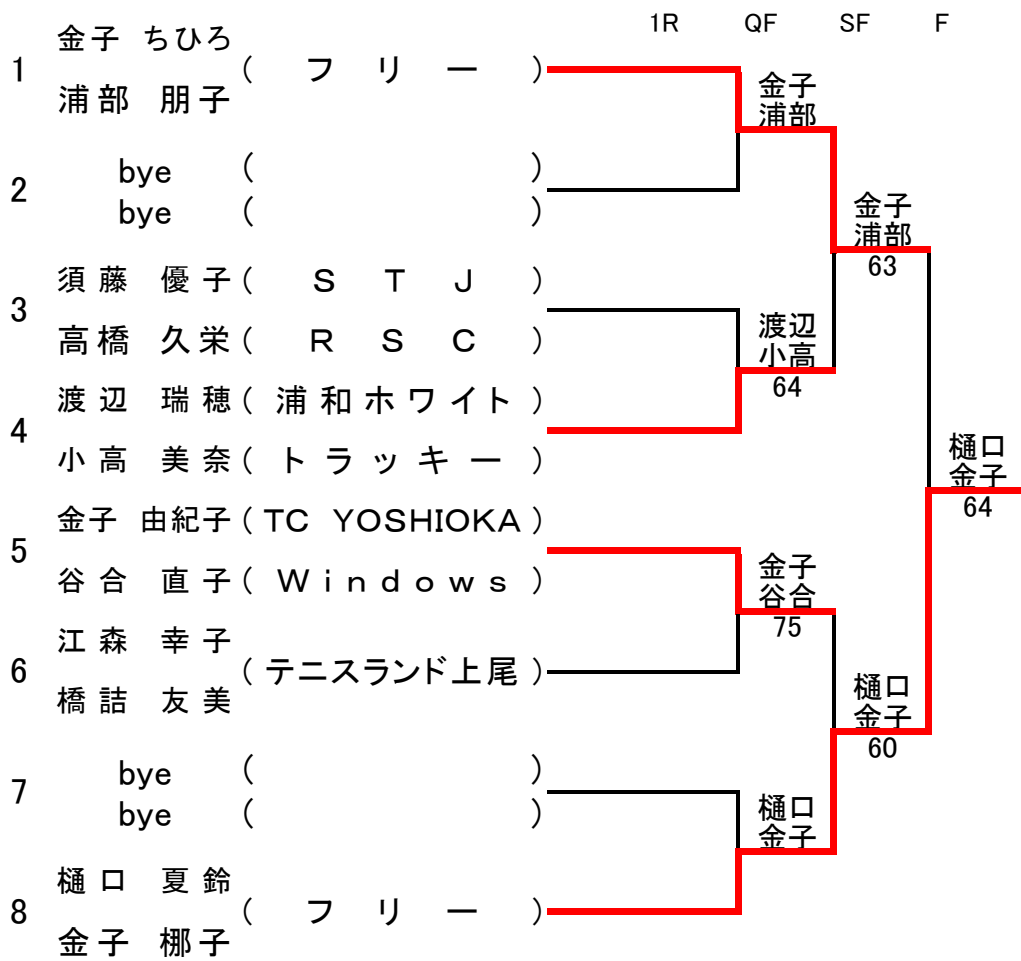 1R QF SF F
1 金子 ちひろ ( フリー )
浦部 朋子
2 bye ( )
bye ( )
3 須藤 優子 ( ＳＴＪ )
高橋 久栄 ( ＲＳＣ )
4 渡辺 瑞穂 ( 浦和ホワイト )
小高 美奈 ( トラッキー )
5 金子 由紀子 ( TC YOSHIOKA )
谷合 直子 ( Ｗｉｎｄｏｗｓ )
6 江森 幸子 ( テニスランド上尾 )
橋詰 友美
7 bye ( )
bye ( )
8 樋口 夏鈴 ( フリー )
金子 梛子
金子
浦部
渡辺
小高
64
金子
谷合
75
樋口
金子
金子
浦部
63
樋口
金子
60
樋口
金子
64